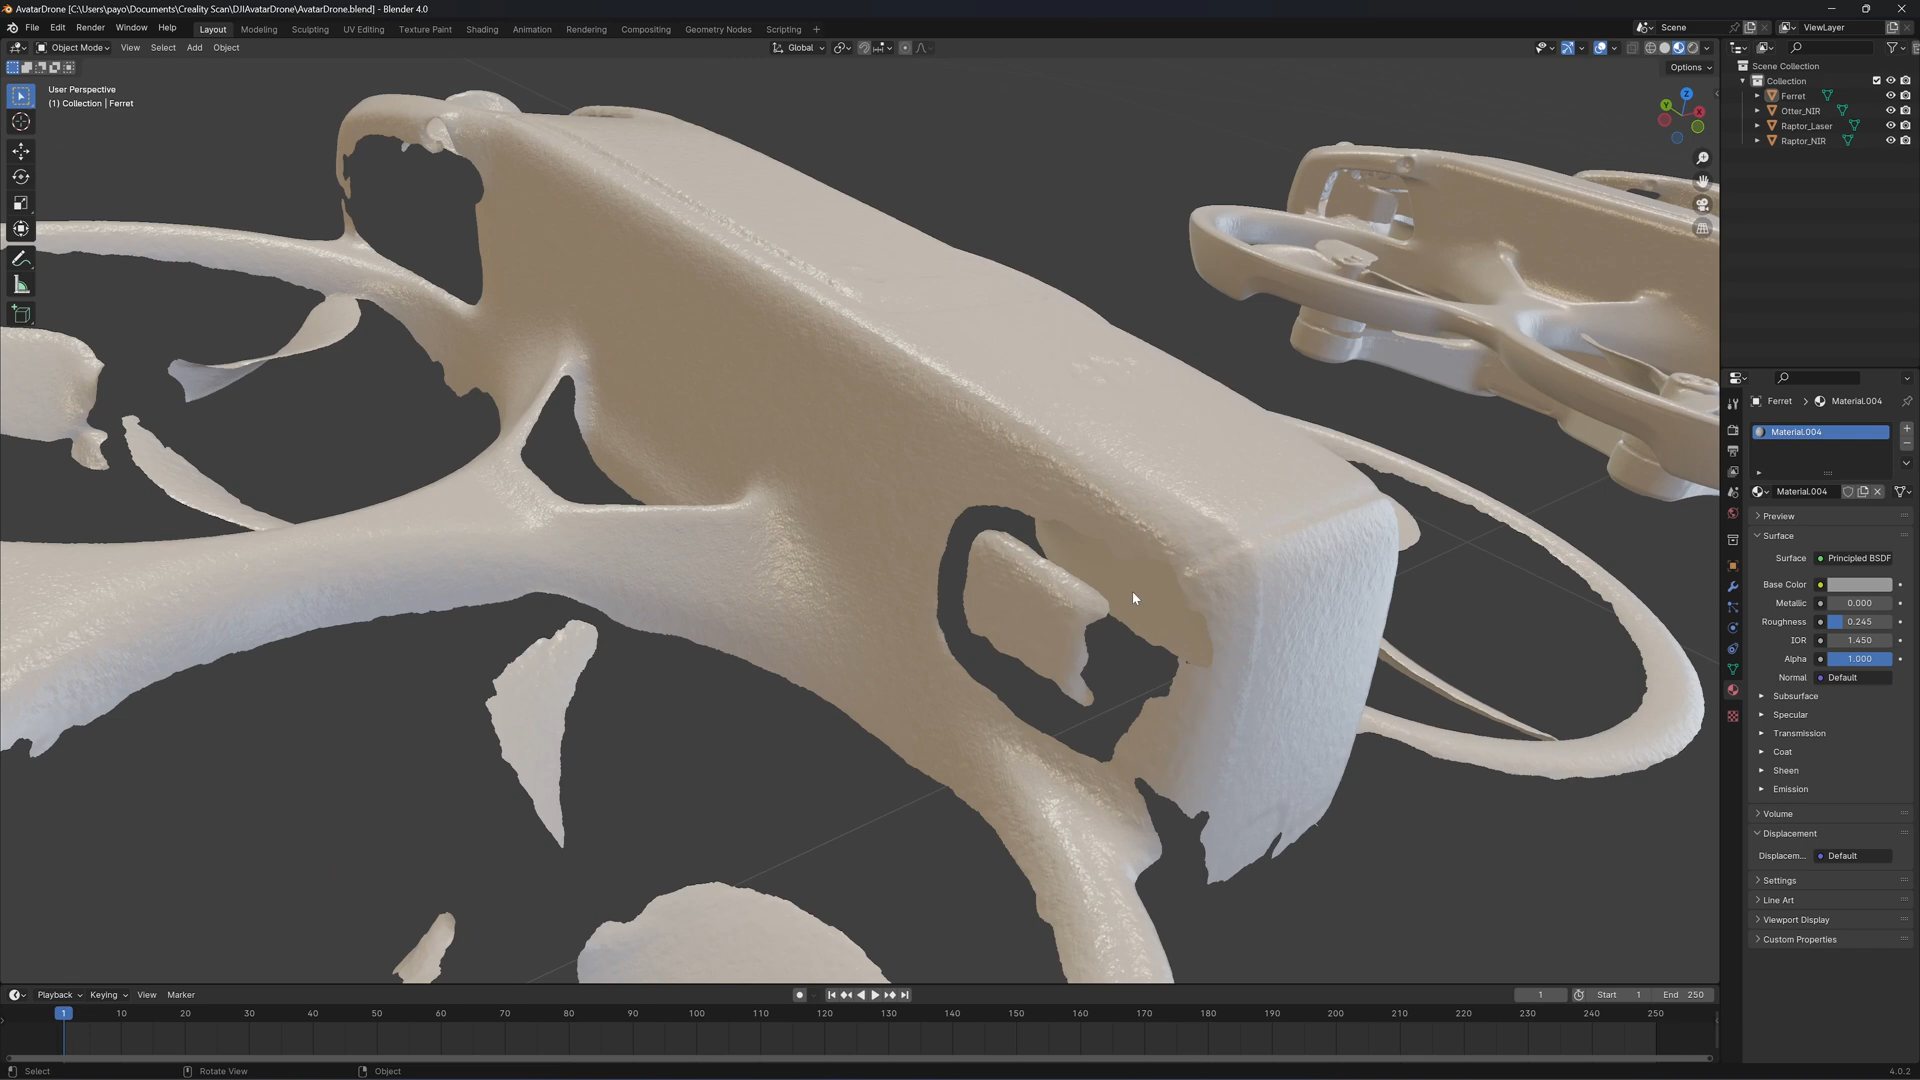 AvatarDrone [C:\Users\payo\Documents\Creality Scan\DJIAvatarDrone\AvatarDrone.blend] - Blender 4.0
File Edit Render Window Help Layout Modeling Sculpting UV Editing Texture Paint Shading Animation Rendering Compositing Geometry Nodes Scripting + Scene ViewLayer
Object Mode View Select Add Object Global
Options
User Perspective
(1) Collection | Ferret
Scene Collection
Collection
Ferret
Otter_NIR
Raptor_Laser
Raptor_NIR
Z
Y
X
Ferret > Material.004
Material.004
Material.004
Preview
Surface
Surface Principled BSDF
Base Color
Metallic 0.000
Roughness 0.245
IOR 1.450
Alpha 1.000
Normal Default
Subsurface
Specular
Transmission
Coat
Sheen
Emission
Volume
Displacement
Displacem... Default
Settings
Line Art
Viewport Display
Custom Properties
Playback Keying View Marker 1 Start 1 End 250
1 10 20 30 40 50 60 70 80 90 100 110 120 130 140 150 160 170 180 190 200 210 220 230 240 250
Select Rotate View Object 4.0.2